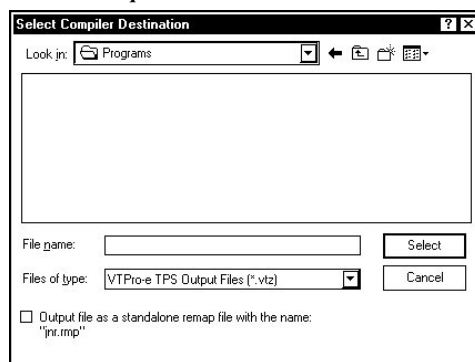 Select Compiler Destination
Look in: Programs
File name:
Select
Files of type: VTPro-e TPS Output Files (*.vtz)
Cancel
Output file as a standalone remap file with the name:
"jnr.rmp"